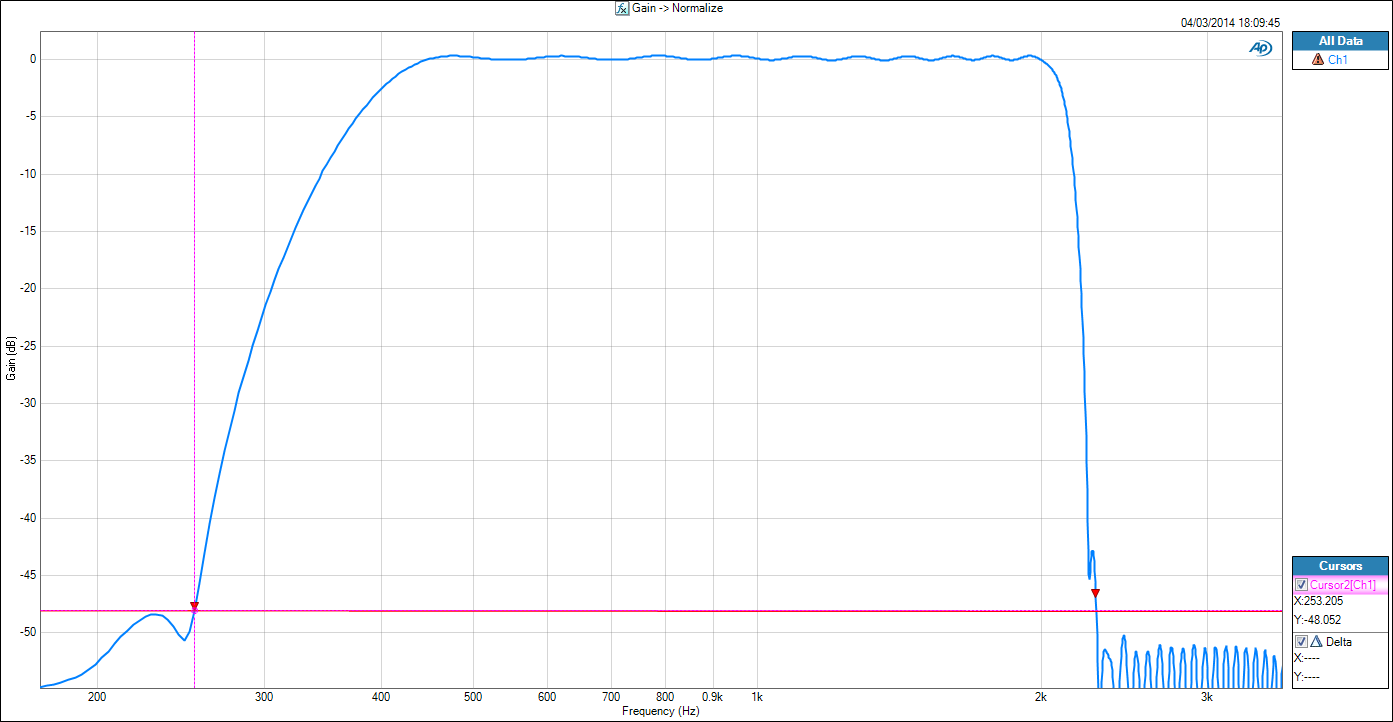 Gain -> Normalize
04/03/2014 18:09:45
AP
All Data
Ch1
Gain (dB)
0
-5
-10
-15
-20
-25
-30
-35
-40
-45
-50
200 300 400 500 600 700 800 0.9k 1k 2k 3k
Frequency (Hz)
Cursors
Cursor2[Ch1]
X:253.205
Y:-48.052
Delta
X:----
Y:----